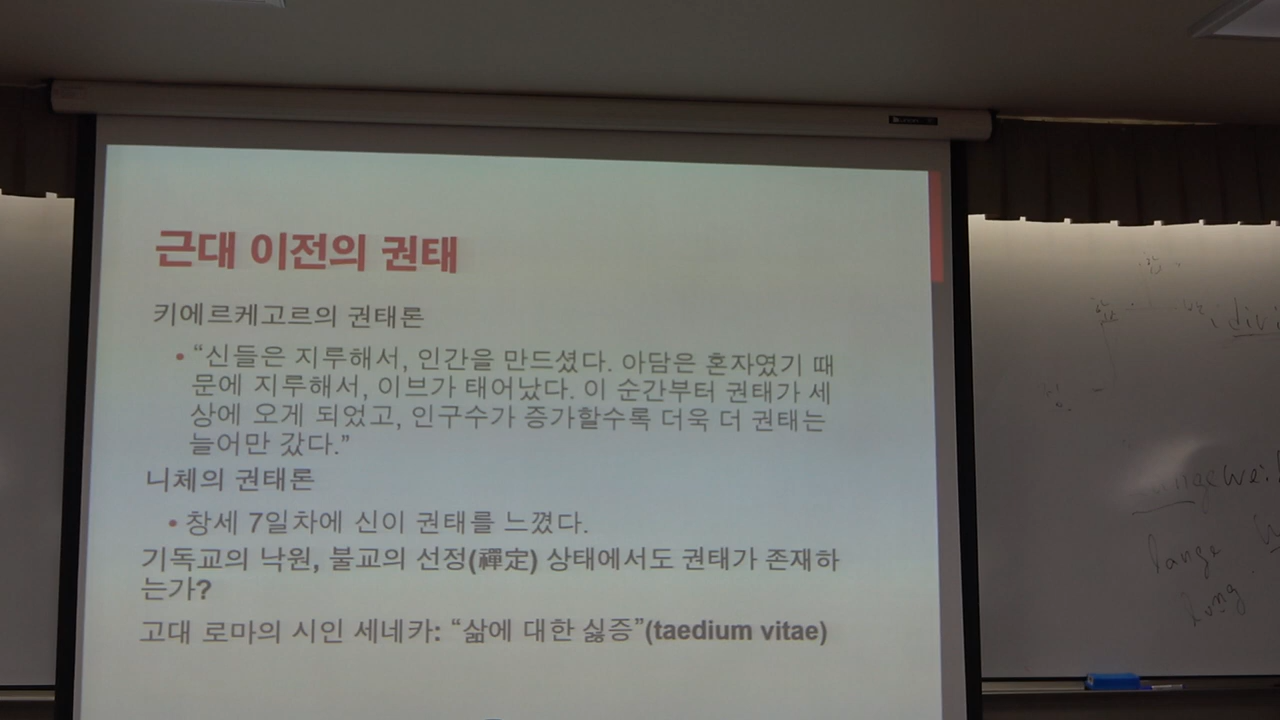 근대 이전의 권태
키에르케고르의 권태론
• “신들은 지루해서, 인간을 만드셨다. 아담은 혼자였기 때
문에 지루해서, 이브가 태어났다. 이 순간부터 권태가 세
상에 오게 되었고, 인구수가 증가할수록 더욱 더 권태는
늘어만 갔다.”
니체의 권태론
• 창세 7일차에 신이 권태를 느꼈다.
기독교의 낙원, 불교의 선정(禪定) 상태에서도 권태가 존재하
는가?
고대 로마의 시인 세네카: “삶에 대한 싫증”(taedium vitae)
lange
long